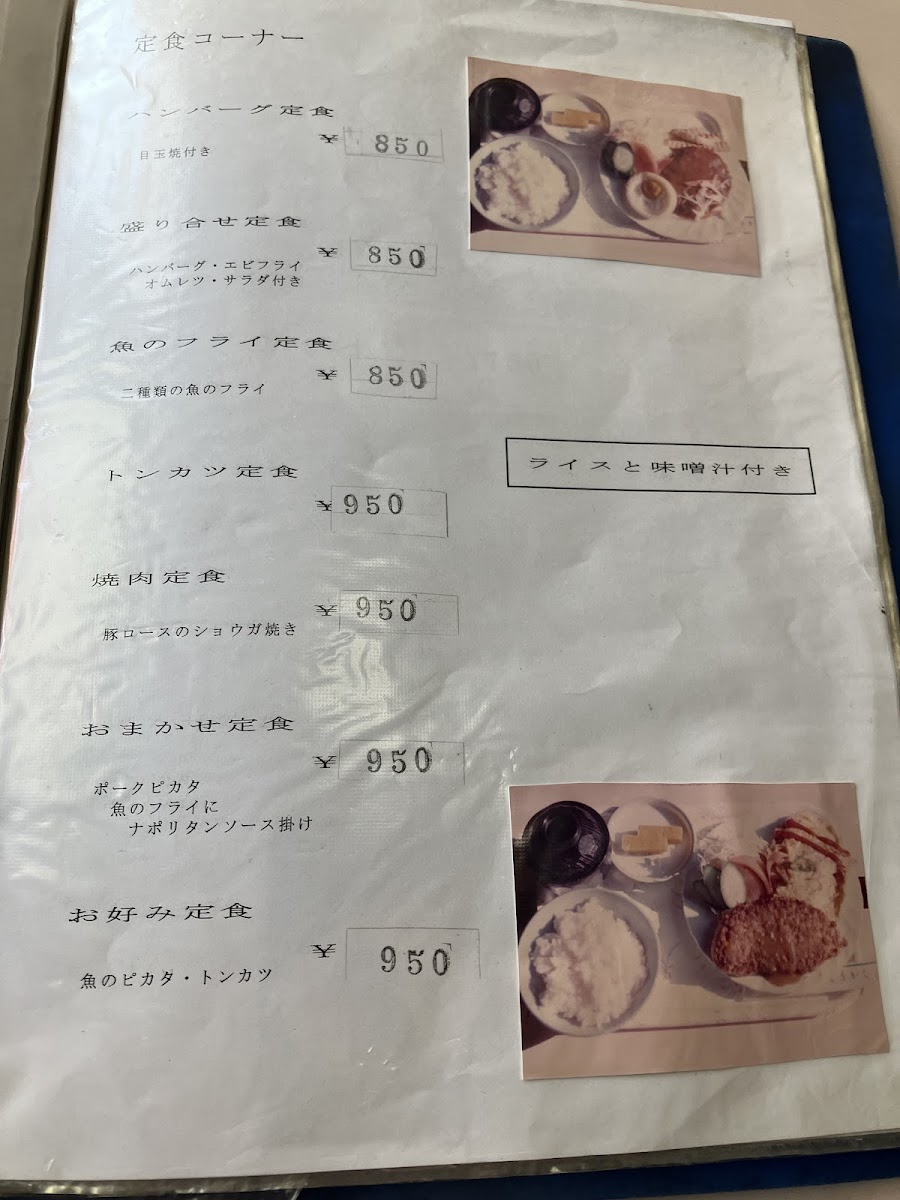 定食コーナー
ハンバーグ定食
¥ 850
目玉焼付き
盛り合せ定食
¥ 850
ハンバーグ・エビフライ
オムレツ・サラダ付き
魚のフライ定食
¥ 850
二種類の魚のフライ
ライスと味噌汁付き
トンカツ定食
¥ 950
焼肉定食
¥ 950
豚ロースのショウガ焼き
おまかせ定食
¥ 950
ポークピカタ
魚のフライに
ナポリタンソース掛け
お好み定食
¥ 950
魚のピカタ・トンカツ